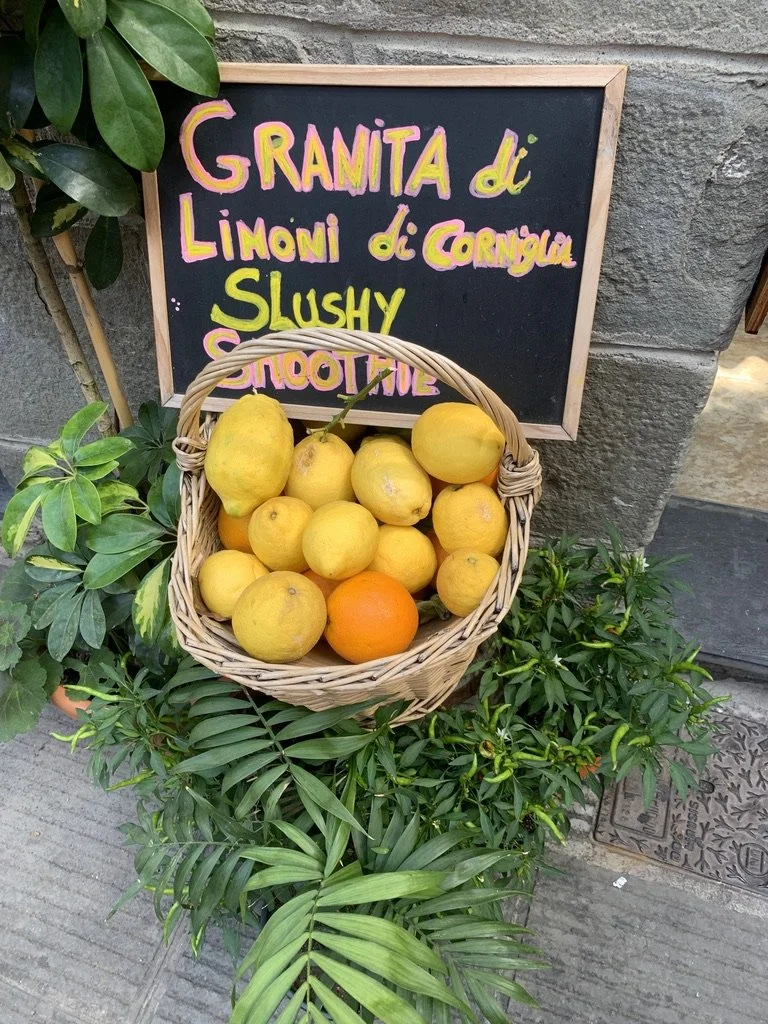 GRANITA di
LIMONI di CORNIGLIA
SLUSHY
SMOOTHIE